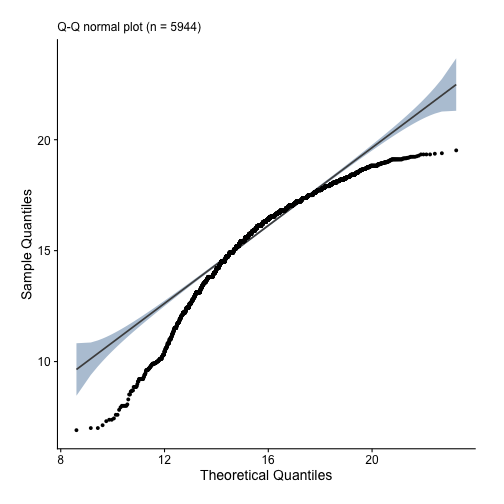 Q-Q normal plot (n = 5944)
20
15
10
Sample Quantiles
8 12 16 20
Theoretical Quantiles